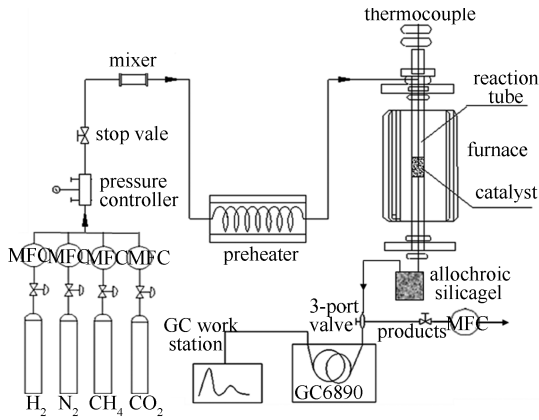 thermocouple
mixer
reaction
tube
stop vale
furnace
pressure
controller
catalyst
MFC MFC MFC MFC
preheater
allochroic
silicagel
3-port
valve
GC work
station
products
MFC
GC6890
H2 N2 CH4 CO2